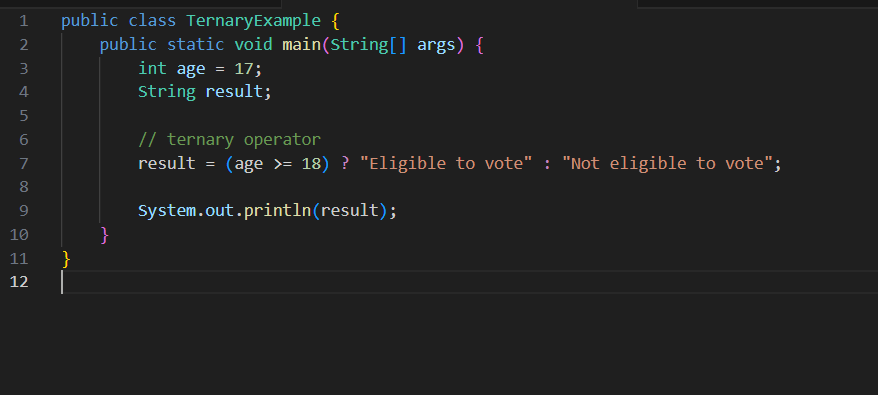 1 public class TernaryExample {
2     public static void main(String[] args) {
3         int age = 17;
4         String result;
5
6         // ternary operator
7         result = (age >= 18) ? "Eligible to vote" : "Not eligible to vote";
8
9         System.out.println(result);
10     }
11 }
12